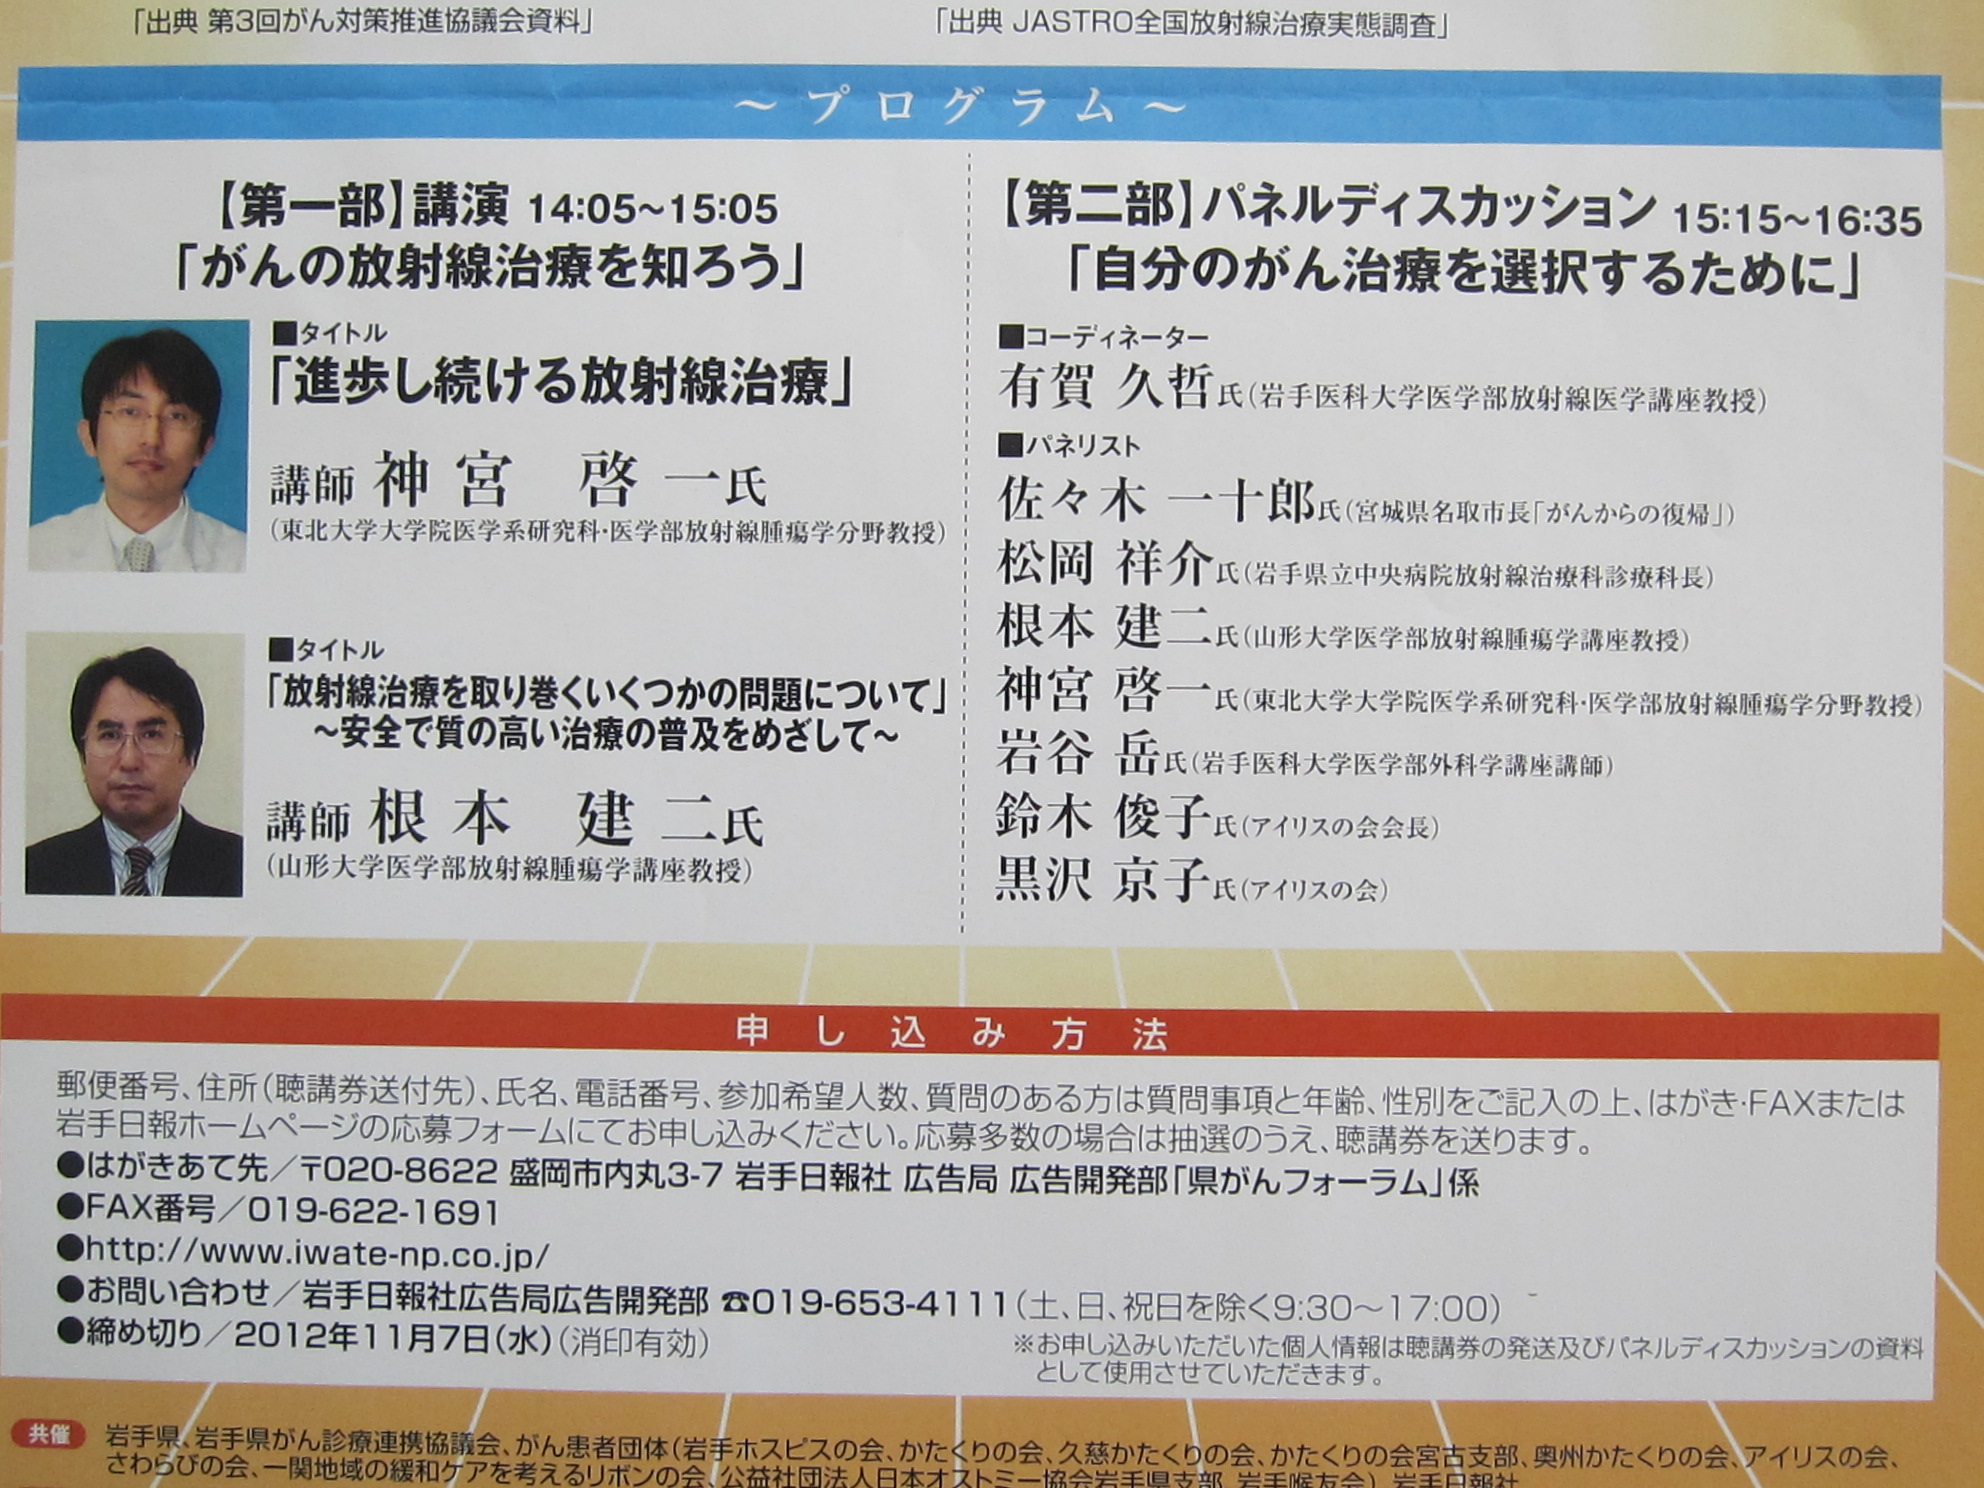 「出典 第3回がん対策推進協議会資料」
「出典 JASTRO全国放射線治療実態調査」
～プログラム～
【第一部】講演 14:05～15:05
「がんの放射線治療を知ろう」
■タイトル
「進歩し続ける放射線治療」
講師 神宮 啓一氏
(東北大学大学院医学系研究科・医学部放射線腫瘍学分野教授)
■タイトル
「放射線治療を取り巻くいくつかの問題について」
～安全で質の高い治療の普及をめざして～
講師 根本 建二氏
(山形大学医学部放射線腫瘍学講座教授)
【第二部】パネルディスカッション 15:15～16:35
「自分のがん治療を選択するために」
■コーディネーター
有賀 久哲氏(岩手医科大学医学部放射線医学講座教授)
■パネリスト
佐々木 一十郎氏(宮城県名取市長「がんからの復帰」)
松岡 祥介氏(岩手県立中央病院放射線治療科診療科長)
根本 建二氏(山形大学医学部放射線腫瘍学講座教授)
神宮 啓一氏(東北大学大学院医学系研究科・医学部放射線腫瘍学分野教授)
岩谷 岳氏(岩手医科大学医学部外科学講座講師)
鈴木 俊子氏(アイリスの会会長)
黒沢 京子氏(アイリスの会)
申し込み方法
郵便番号、住所(聴講券送付先)、氏名、電話番号、参加希望人数、質問のある方は質問事項と年齢、性別をご記入の上、はがき・FAXまたは
岩手日報ホームページの応募フォームにてお申し込みください。応募多数の場合は抽選のうえ、聴講券を送ります。
●はがきあて先／〒020-8622 盛岡市内丸3-7 岩手日報社 広告局 広告開発部「県がんフォーラム」係
●FAX番号／019-622-1691
●http://www.iwate-np.co.jp/
●お問い合わせ／岩手日報社広告局広告開発部 ☎019-653-4111(土、日、祝日を除く9:30～17:00)
●締め切り／2012年11月7日(水)(消印有効)
※お申し込みいただいた個人情報は聴講券の発送及びパネルディスカッションの資料
として使用させていただきます。
共催 岩手県、岩手県がん診療連携協議会、がん患者団体(岩手ホスピスの会、かたくりの会、久慈かたくりの会、かたくりの会宮古支部、奥州かたくりの会、アイリスの会、
さわらびの会、一関地域の緩和ケアを考えるリボンの会、公益社団法人日本オストミー協会岩手県支部、岩手喉友会)、岩手日報社